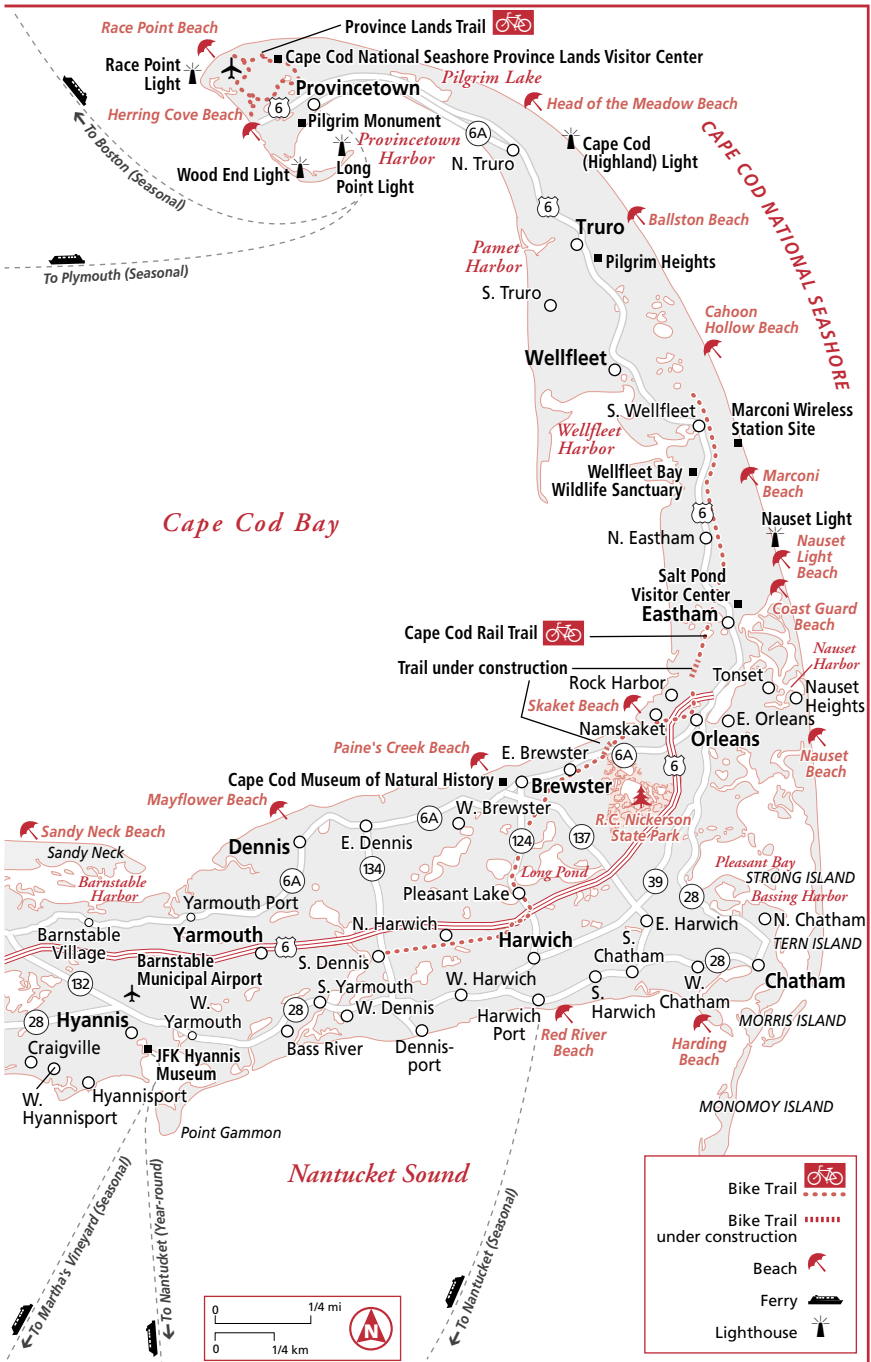 Province Lands Trail
Race Point Beach
Cape Cod National Seashore Province Lands Visitor Center
Race Point
Light
Pilgrim Lake
Provincetown
6
Head of the Meadow Beach
Herring Cove Beach
Pilgrim Monument
Provincetown
Harbor
6A
Cape Cod
(Highland) Light
CAPE COD NATIONAL SEASHORE
To Boston (Seasonal)
N. Truro
Wood End Light
Long
Point Light
6
Ballston Beach
Truro
Pamet
Harbor
Pilgrim Heights
To Plymouth (Seasonal)
S. Truro
Cahoon
Hollow Beach
Wellfleet
S. Wellfleet
Marconi Wireless
Station Site
Wellfleet
Harbor
Wellfleet Bay
Wildlife Sanctuary
Marconi
Beach
Cape Cod Bay
6
Nauset Light
N. Eastham
Nauset
Light
Beach
Salt Pond
Visitor Center
Eastham
Coast Guard
Beach
Cape Cod Rail Trail
Nauset
Harbor
Trail under construction
Tonset
Rock Harbor
Nauset
Heights
Skaket Beach
E. Orleans
Namskaket
Orleans
Paine's Creek Beach
E. Brewster
6A
6
Nauset
Beach
Cape Cod Museum of Natural History
Brewster
Mayflower Beach
W. Brewster
R.C. Nickerson
State Park
6A
Sandy Neck Beach
Sandy Neck
Dennis
E. Dennis
124
137
134
Long Pond
Pleasant Bay
STRONG ISLAND
Barnstable
Harbor
6A
39
28
Bassing Harbor
Pleasant Lake
Yarmouth Port
N. Harwich
E. Harwich
N. Chatham
Barnstable
Village
Yarmouth
6
Harwich
TERN ISLAND
Barnstable
Municipal Airport
S. Dennis
S.
Chatham
28
Chatham
132
S. Yarmouth
W. Harwich
W.
Chatham
W.
Yarmouth
28
W. Dennis
S.
Harwich
28
Hyannis
Harwich
Port
MORRIS ISLAND
Craigville
Bass River
Dennis-
port
Red River
Beach
Harding
Beach
JFK Hyannis
Museum
W.
Hyannisport
Hyannisport
MONOMOY ISLAND
Point Gammon
Nantucket Sound
To Martha's Vineyard (Seasonal)
To Nantucket (Year-round)
To Nantucket (Seasonal)
Bike Trail
Bike Trail
under construction
Beach
Ferry
Lighthouse
0
1/4 mi
0
1/4 km
N